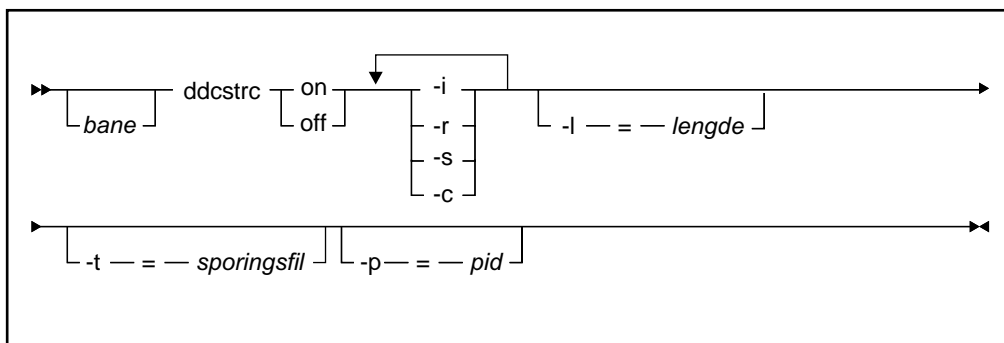 ddcstrc on -i
bane off -r -l = lengde
-s
-c
-t = sporingsfil -p = pid